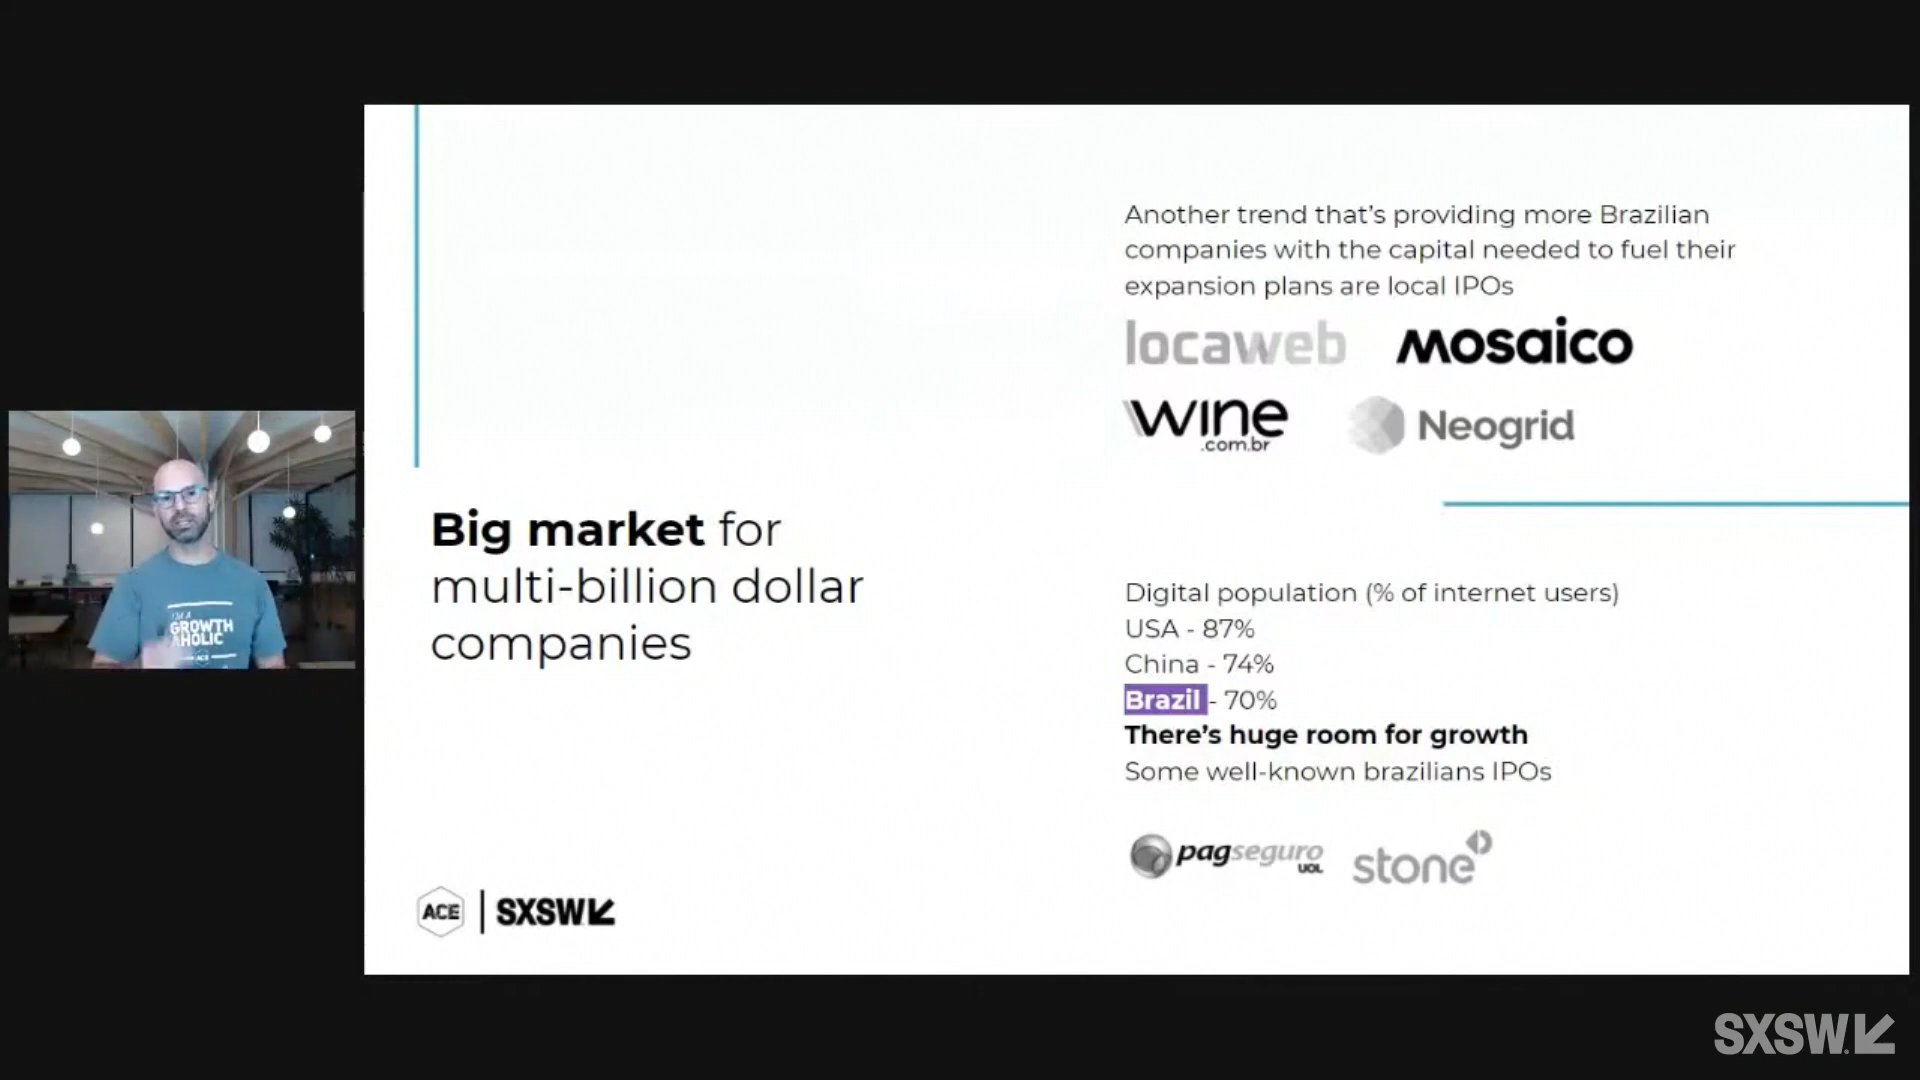 I'M A
GROWTH
AHOLIC
ACE
Big market for
multi-billion dollar
companies
ACE | SXSW
Another trend that's providing more Brazilian
companies with the capital needed to fuel their
expansion plans are local IPOs
locaweb mosaico
wine
.com.br
Neogrid
Digital population (% of internet users)
USA - 87%
China - 74%
Brazil - 70%
There's huge room for growth
Some well-known brazilians IPOs
pagseguro
UOL
stone
SXSW.